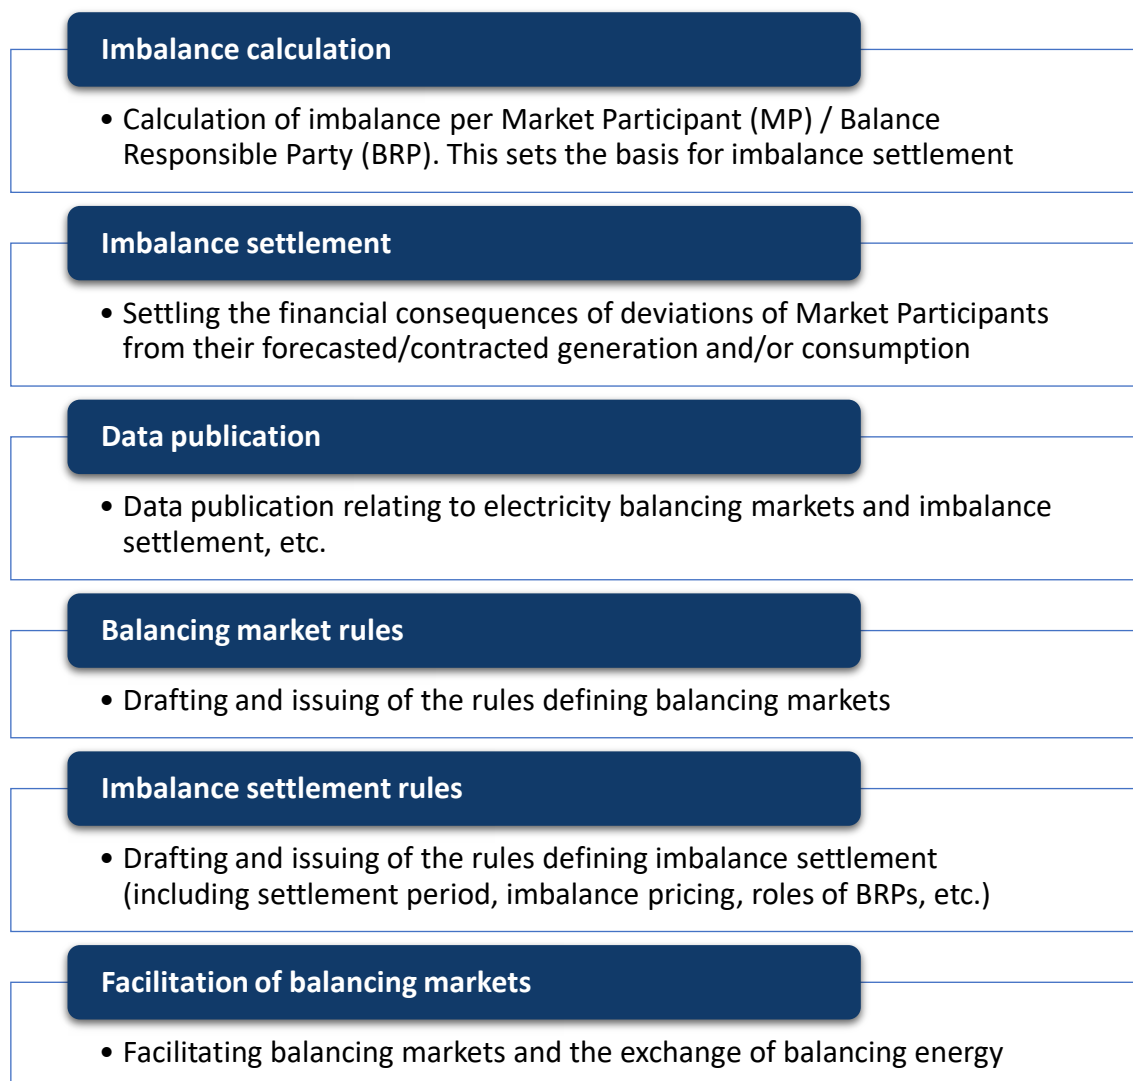 Imbalance calculation
• Calculation of imbalance per Market Participant (MP) / Balance
Responsible Party (BRP). This sets the basis for imbalance settlement
Imbalance settlement
• Settling the financial consequences of deviations of Market Participants
from their forecasted/contracted generation and/or consumption
Data publication
• Data publication relating to electricity balancing markets and imbalance
settlement, etc.
Balancing market rules
• Drafting and issuing of the rules defining balancing markets
Imbalance settlement rules
• Drafting and issuing of the rules defining imbalance settlement
(including settlement period, imbalance pricing, roles of BRPs, etc.)
Facilitation of balancing markets
• Facilitating balancing markets and the exchange of balancing energy